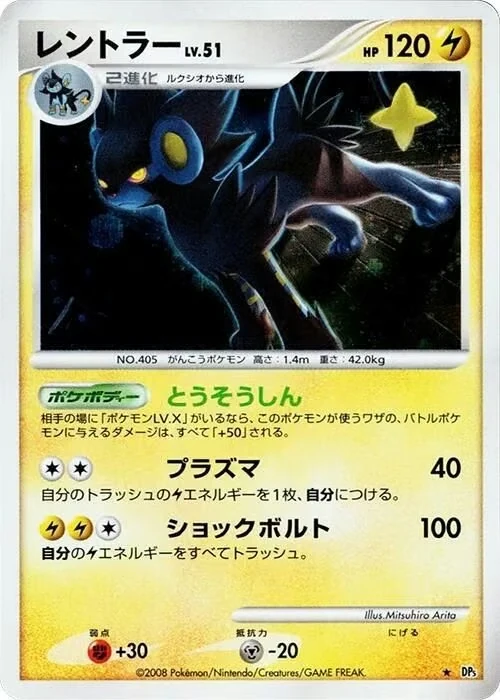 レントラー LV.51 HP 120
2進化 ルクシオから進化
NO.405 がんこうポケモン 高さ：1.4m 重さ：42.0kg
ポケボディー とうそうしん
相手の場に「ポケモンLV.X」がいるなら、このポケモンが使うワザの、バトルポケ
モンに与えるダメージは、すべて「+50」される。
プラズマ 40
自分のトラッシュのエネルギーを1枚、自分につける。
ショックボルト 100
自分のエネルギーをすべてトラッシュ。
Illus.Mitsuhiro Arita
弱点 抵抗力 にげる
+30 -20
©2008 Pokémon/Nintendo/Creatures/GAME FREAK. ★ DP5